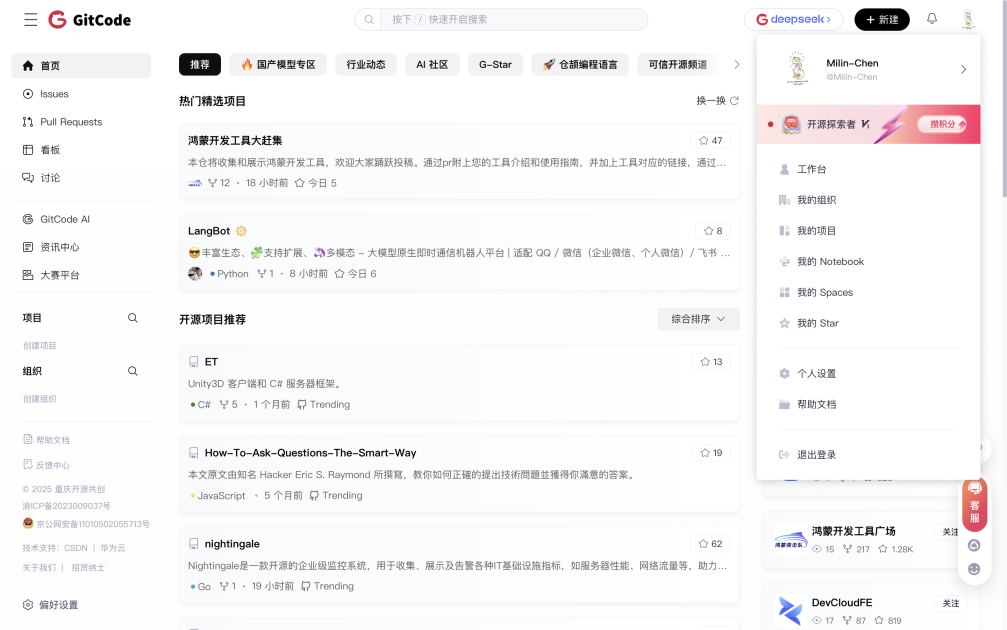 GitCode
按下 / 快速开启搜索
deepseek
新建
首页
Issues
Pull Requests
看板
讨论
GitCode AI
资讯中心
大赛平台
项目
创建项目
组织
创建组织
帮助文档
反馈中心
© 2025 重庆开源共创
渝ICP备2023009037号
京公网安备11010502055713号
技术支持：CSDN | 华为云
关于我们 | 招贤纳士
偏好设置
推荐
国产模型专区
行业动态
AI 社区
G-Star
仓颉编程语言
可信开源频道
热门精选项目
换一换
鸿蒙开发工具大赶集
47
本仓将收集和展示鸿蒙开发工具，欢迎大家踊跃投稿。通过pr附上您的工具介绍和使用指南，并加上工具对应的链接，通过…
12 · 18 小时前 今日 5
LangBot
8
😎丰富生态、🧩支持扩展、🦄多模态 - 大模型原生即时通信机器人平台 | 适配 QQ / 微信（企业微信、个人微信）/ 飞书 …
Python 1 · 8 小时前 今日 6
开源项目推荐
综合排序
ET
13
Unity3D 客户端和 C# 服务器框架。
C# 5 · 1 个月前 Trending
How-To-Ask-Questions-The-Smart-Way
19
本文原文由知名 Hacker Eric S. Raymond 所撰寫，教你如何正確的提出技術問題並獲得你滿意的答案。
JavaScript · 5 个月前 Trending
nightingale
62
Nightingale是一款开源的企业级监控系统，用于收集、展示及告警各种IT基础设施指标，如服务器性能、网络流量等，助力…
Go 1 · 19 小时前 Trending
Milin-Chen
@Milin-Chen
开源探索者
攒积分
工作台
我的组织
我的项目
我的 Notebook
我的 Spaces
我的 Star
个人设置
帮助文档
退出登录
客服
鸿蒙开发工具广场
关注
15 217 1.28K
DevCloudFE
关注
17 87 819